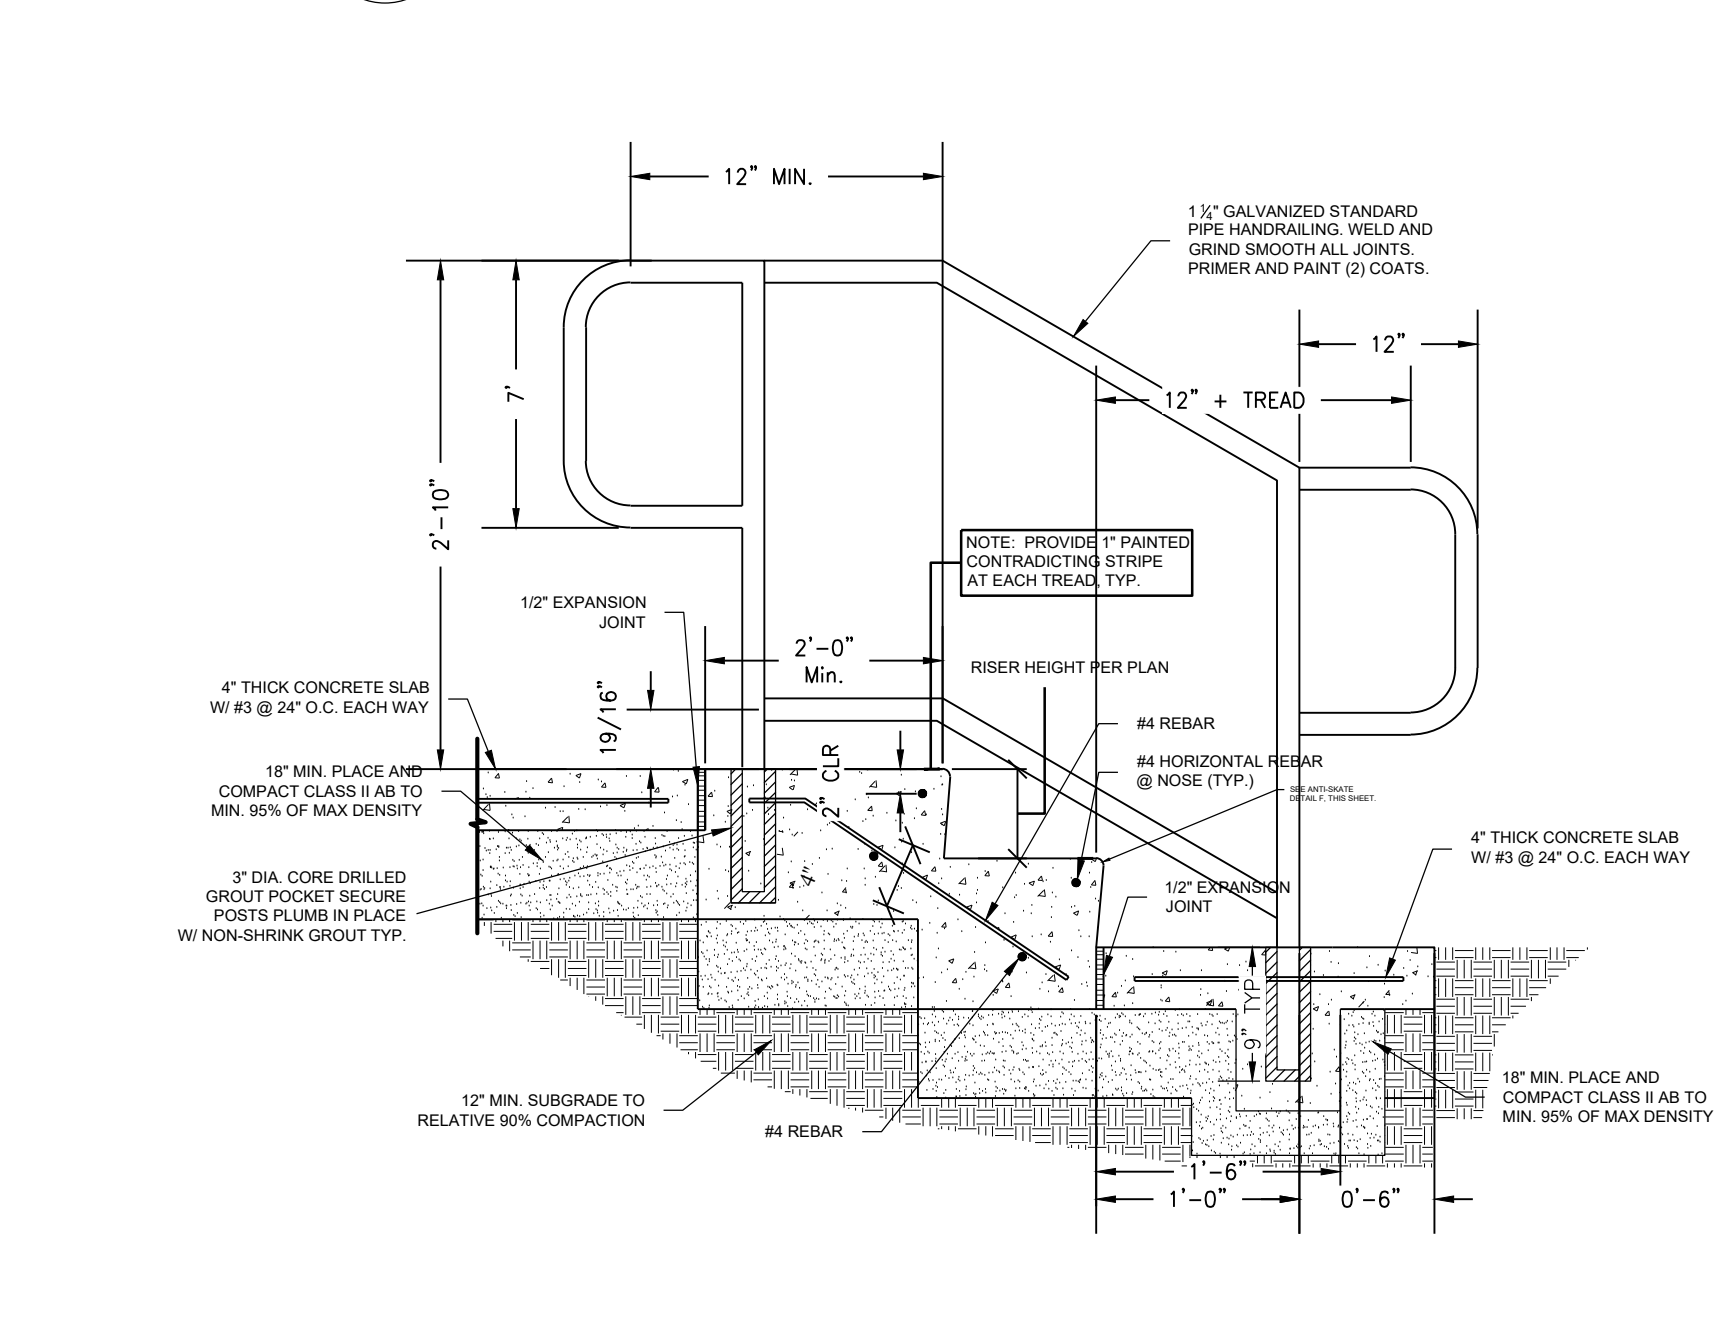 12" MIN.
1 1/4" GALVANIZED STANDARD
PIPE HANDRAILING. WELD AND
GRIND SMOOTH ALL JOINTS.
PRIMER AND PAINT (2) COATS.
12"
12" + TREAD
7'
2'-10"
NOTE: PROVIDE 1" PAINTED
CONTRADICTING STRIPE
AT EACH TREAD, TYP.
1/2" EXPANSION
JOINT
2'-0"
Min.
RISER HEIGHT PER PLAN
4" THICK CONCRETE SLAB
W/ #3 @ 24" O.C. EACH WAY
19/16"
#4 REBAR
2" CLR
#4 HORIZONTAL REBAR
@ NOSE (TYP.)
18" MIN. PLACE AND
COMPACT CLASS II AB TO
MIN. 95% OF MAX DENSITY
SEE ANTI-SKATE
DETAIL F, THIS SHEET.
4" THICK CONCRETE SLAB
W/ #3 @ 24" O.C. EACH WAY
3" DIA. CORE DRILLED
GROUT POCKET SECURE
POSTS PLUMB IN PLACE
W/ NON-SHRINK GROUT TYP.
4"
1/2" EXPANSION
JOINT
9" TYP
12" MIN. SUBGRADE TO
RELATIVE 90% COMPACTION
#4 REBAR
18" MIN. PLACE AND
COMPACT CLASS II AB TO
MIN. 95% OF MAX DENSITY
1'-6"
1'-0"
0'-6"